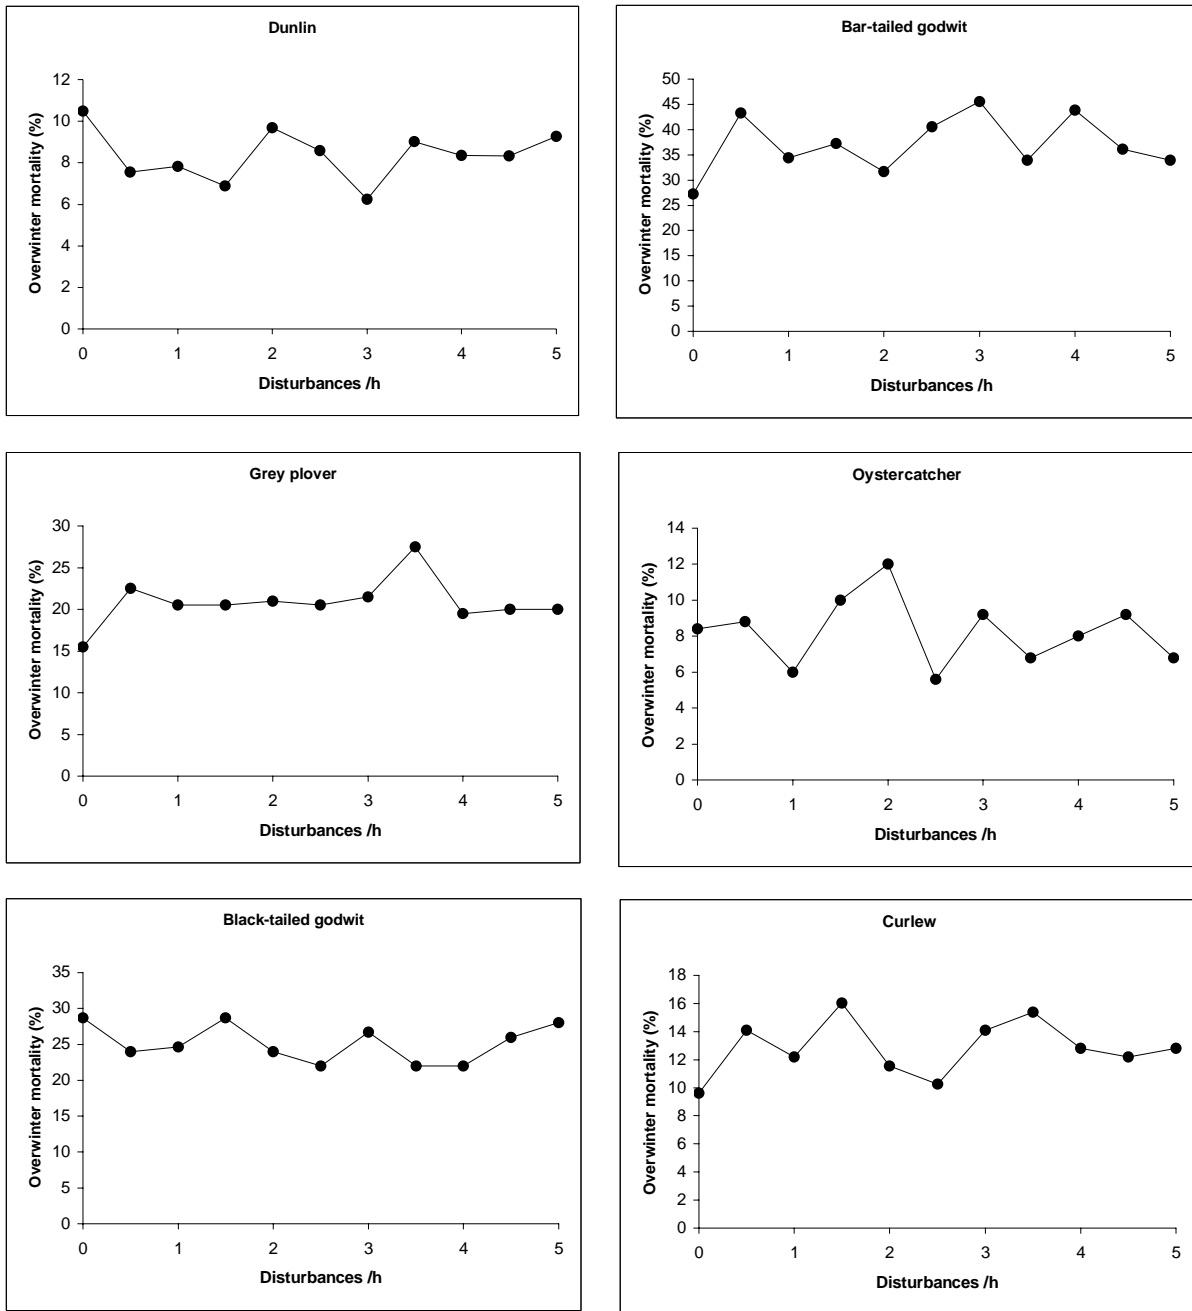 Dunlin
Overwinter mortality (%)
12
10
8
6
4
2
0
0 1 2 3 4 5
Disturbances /h
Bar-tailed godwit
Overwinter mortality (%)
50
45
40
35
30
25
20
15
10
5
0
0 1 2 3 4 5
Disturbances /h
Grey plover
Overwinter mortality (%)
30
25
20
15
10
5
0
0 1 2 3 4 5
Disturbances /h
Oystercatcher
Overwinter mortality (%)
14
12
10
8
6
4
2
0
0 1 2 3 4 5
Disturbances /h
Black-tailed godwit
Overwinter mortality (%)
35
30
25
20
15
10
5
0
0 1 2 3 4 5
Disturbances /h
Curlew
Overwinter mortality (%)
18
16
14
12
10
8
6
4
2
0
0 1 2 3 4 5
Disturbances /h